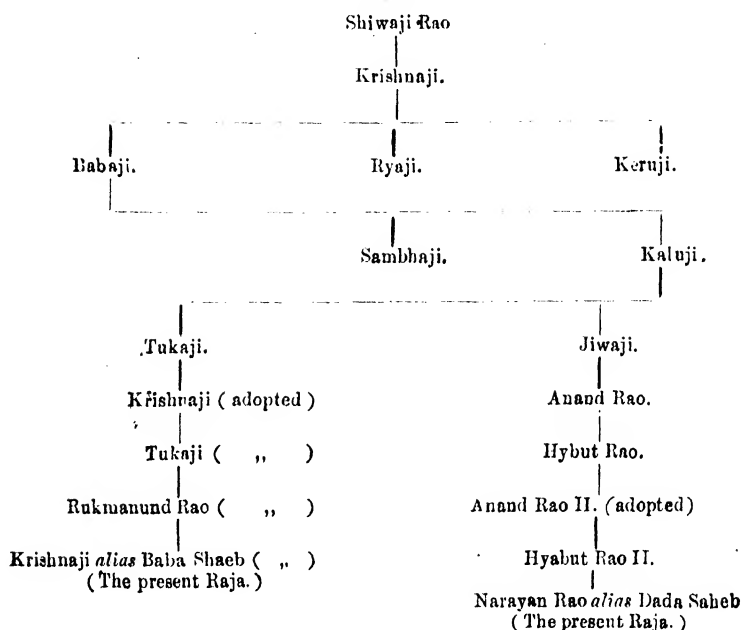 Shiwaji Rao
Krishnaji.
Babaji. Ryaji. Keruji.
Sambhaji. Kaluji.
Tukaji. Jiwaji.
Krishnaji ( adopted ) Anand Rao.
Tukaji ( „ ) Hybut Rao.
Rukmanund Rao ( „ ) Anand Rao II. (adopted)
Krishnaji alias Baba Shaeb ( „ ) Hyabut Rao II.
( The present Raja. )
Narayan Rao alias Dada Saheb
( The present Raja. )